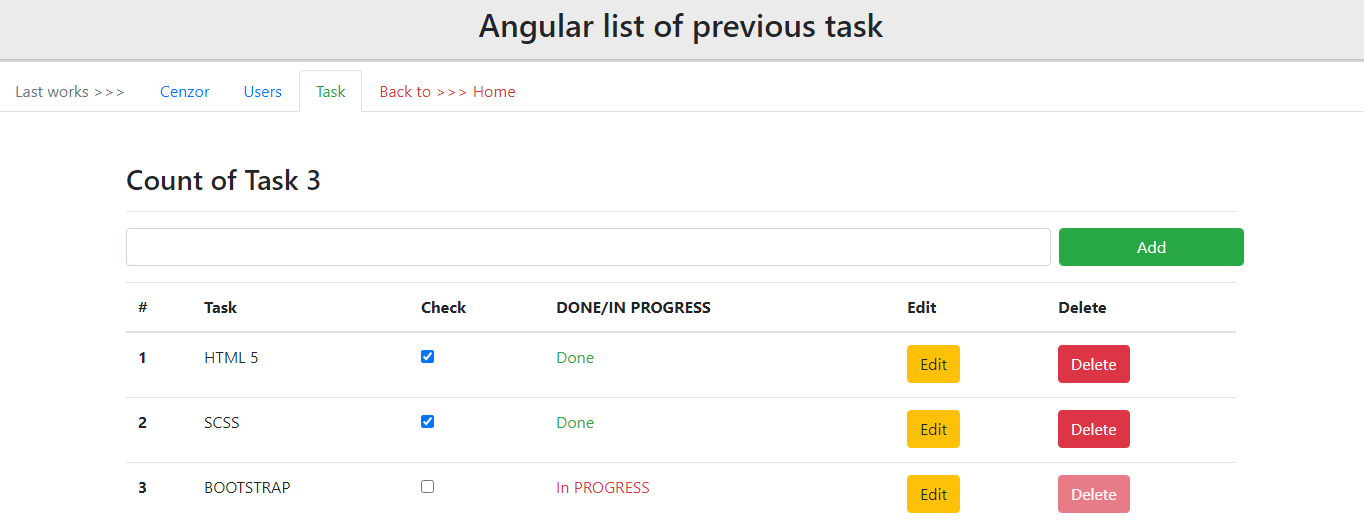 Angular list of previous task
Last works >>> Cenzor Users Task Back to >>> Home
Count of Task 3
Add
# Task Check DONE/IN PROGRESS Edit Delete
1 HTML 5 Done Edit Delete
2 SCSS Done Edit Delete
3 BOOTSTRAP In PROGRESS Edit Delete